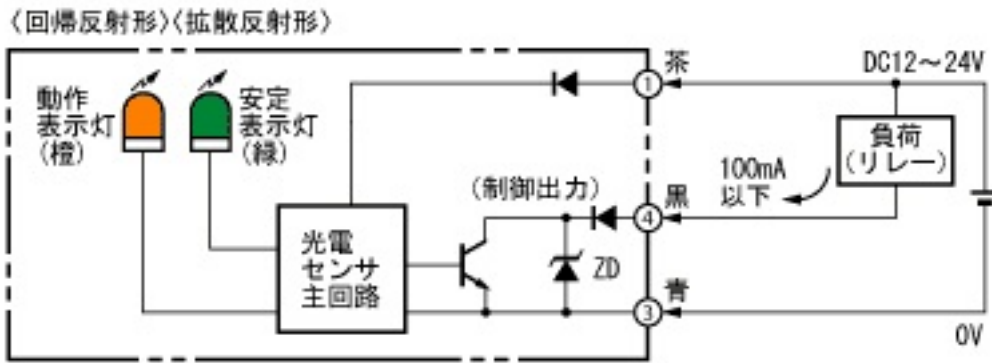 〈回帰反射形〉〈拡散反射形〉
動作
表示灯
(橙)
安定
表示灯
(緑)
茶
DC12～24V
①
負荷
(リレー)
100mA
以下
(制御出力)
黒
④
光電
センサ
主回路
ZD
青
③
0V